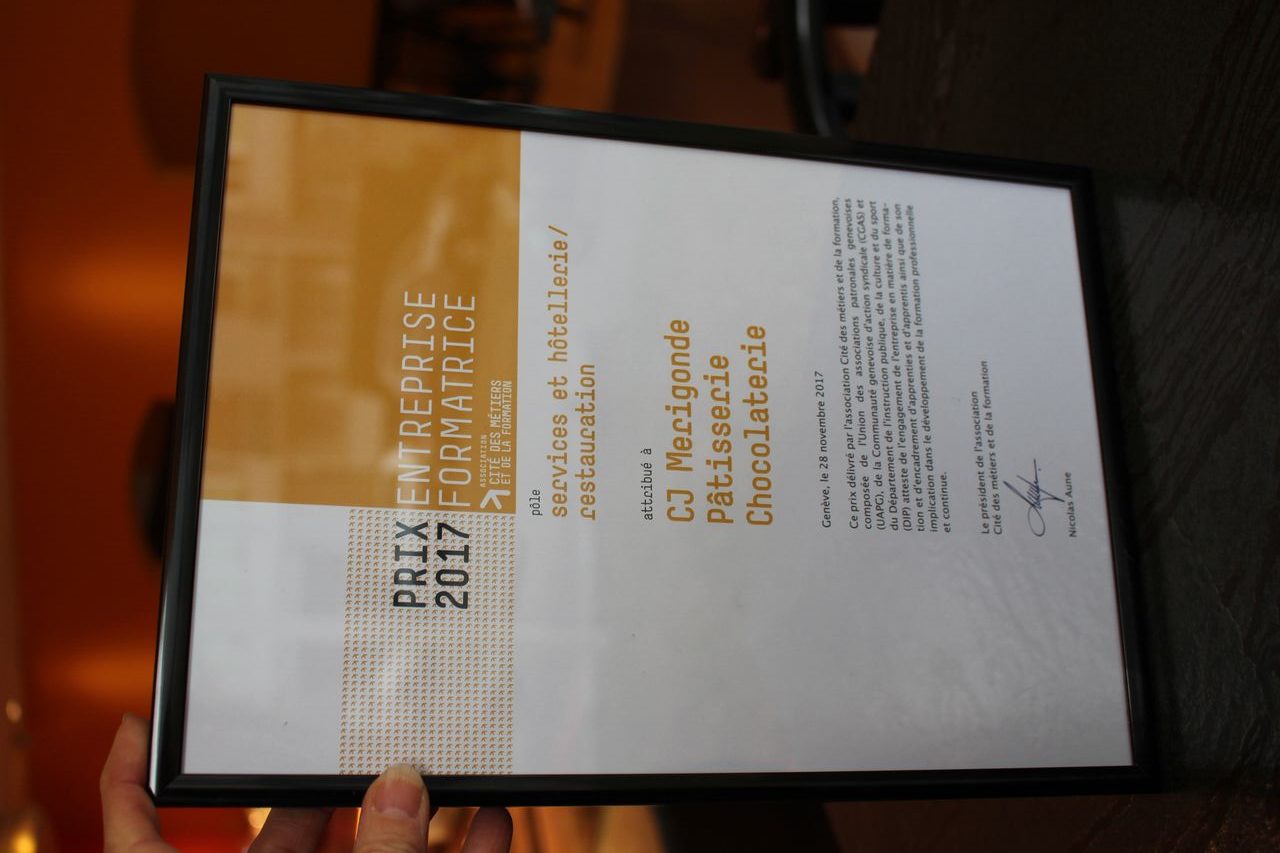 PRIX ENTREPRISE
2017 FORMATRICE
ASSOCIATION
CITÉ DES MÉTIERS
ET DE LA FORMATION
pôle
services et hôtellerie/
restauration
attribué à
CJ Merigonde
Pâtisserie
Chocolaterie
Genève, le 28 novembre 2017
Ce prix délivré par l'association Cité des métiers et de la formation,
composée de l'Union des associations patronales genevoises
(UAPG), de la Communauté genevoise d'action syndicale (CGAS) et
du Département de l'instruction publique, de la culture et du sport
(DIP) atteste de l'engagement de l'entreprise en matière de forma-
tion et d'encadrement d'apprenties et d'apprentis ainsi que de son
implication dans le développement de la formation professionnelle
et continue.
Le président de l'association
Cité des métiers et de la formation
Nicolas Aune